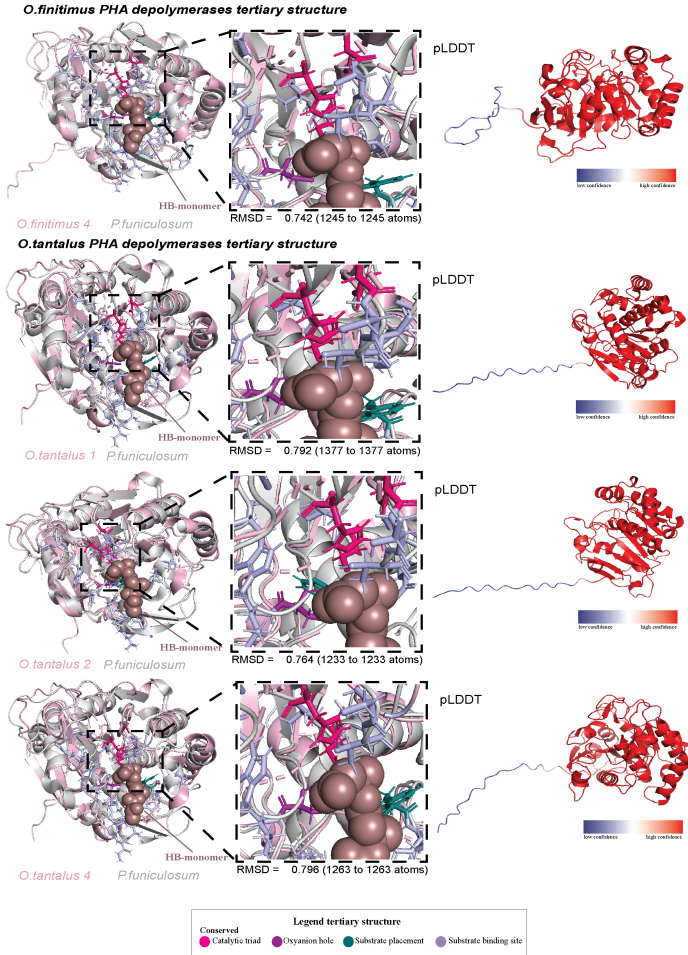 O.finitimus PHA depolymerases tertiary structure
pLDDT
low confidence high confidence
HB-monomer
RMSD = 0.742 (1245 to 1245 atoms)
O.finitimus 4 P.funiculosum
O.tantalus PHA depolymerases tertiary structure
pLDDT
low confidence high confidence
HB-monomer
RMSD = 0.792 (1377 to 1377 atoms)
O.tantalus 1 P.funiculosum
pLDDT
low confidence high confidence
HB-monomer
RMSD = 0.764 (1233 to 1233 atoms)
O.tantalus 2 P.funiculosum
pLDDT
low confidence high confidence
HB-monomer
RMSD = 0.796 (1263 to 1263 atoms)
O.tantalus 4 P.funiculosum
Legend tertiary structure
Conserved
Catalytic triad Oxyanion hole Substrate placement Substrate binding site